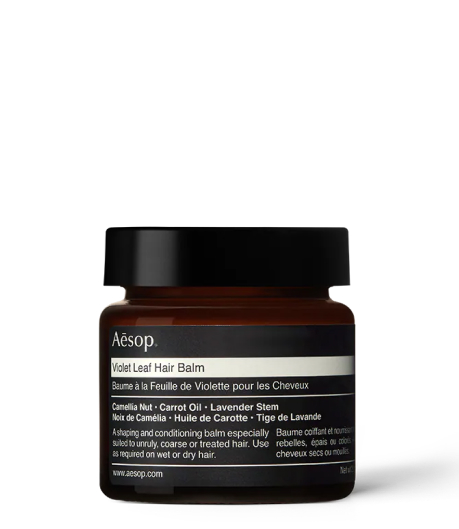 Aēsop.
Violet Leaf Hair Balm
Baume à la Feuille de Violette pour les Cheveux
Camellia Nut • Carrot Oil • Lavender Stem
Noix de Camélia • Huile de Carotte • Tige de Lavande
A shaping and conditioning balm especially
suited to unruly, coarse or treated hair. Use
as required on wet or dry hair.
Baume coiffant et
rebelles, épais ou
cheveux secs ou
www.aesop.com
Net